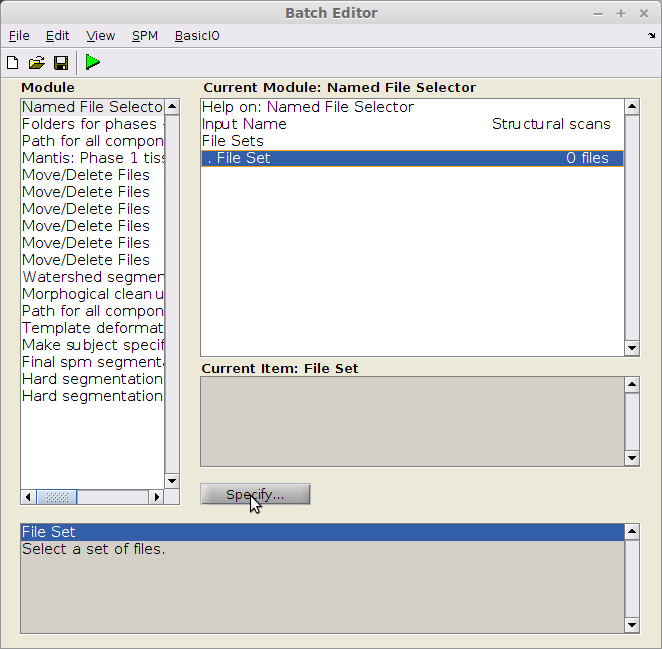 Batch Editor
File Edit View SPM BasicIO
Module
Named File Selecto
Folders for phases -
Path for all compon
Mantis: Phase 1 tiss
Move/Delete Files
Move/Delete Files
Move/Delete Files
Move/Delete Files
Move/Delete Files
Move/Delete Files
Watershed segmen
Morphogical clean u
Path for all compon
Template deformat
Make subject specif
Final spm segmenta
Hard segmentation
Hard segmentation
Current Module: Named File Selector
Help on: Named File Selector
Input Name Structural scans
File Sets
. File Set 0 files
Current Item: File Set
Specify...
File Set
Select a set of files.